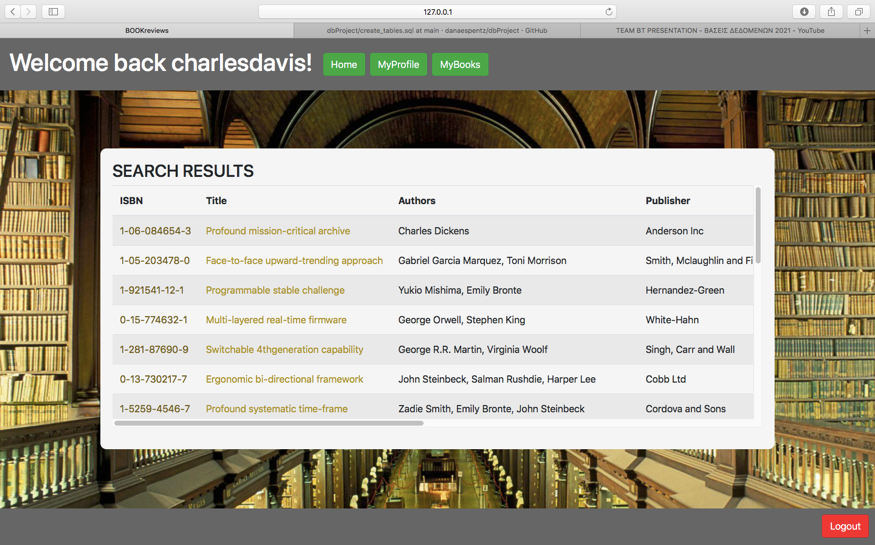 127.0.0.1
BOOKreviews
dbProject/create_tables.sql at main · danaespentz/dbProject · GitHub
TEAM BT PRESENTATION - ΒΑΣΕΙΣ ΔΕΔΟΜΕΝΩΝ 2021 - YouTube
Welcome back charlesdavis! Home MyProfile MyBooks
SEARCH RESULTS
ISBN Title Authors Publisher
1-06-084654-3 Profound mission-critical archive Charles Dickens Anderson Inc
1-05-203478-0 Face-to-face upward-trending approach Gabriel Garcia Marquez, Toni Morrison Smith, Mclaughlin and Fi
1-921541-12-1 Programmable stable challenge Yukio Mishima, Emily Bronte Hernandez-Green
0-15-774632-1 Multi-layered real-time firmware George Orwell, Stephen King White-Hahn
1-281-87690-9 Switchable 4thgeneration capability George R.R. Martin, Virginia Woolf Singh, Carr and Wall
0-13-730217-7 Ergonomic bi-directional framework John Steinbeck, Salman Rushdie, Harper Lee Cobb Ltd
1-5259-4546-7 Profound systematic time-frame Zadie Smith, Emily Bronte, John Steinbeck Cordova and Sons
Logout